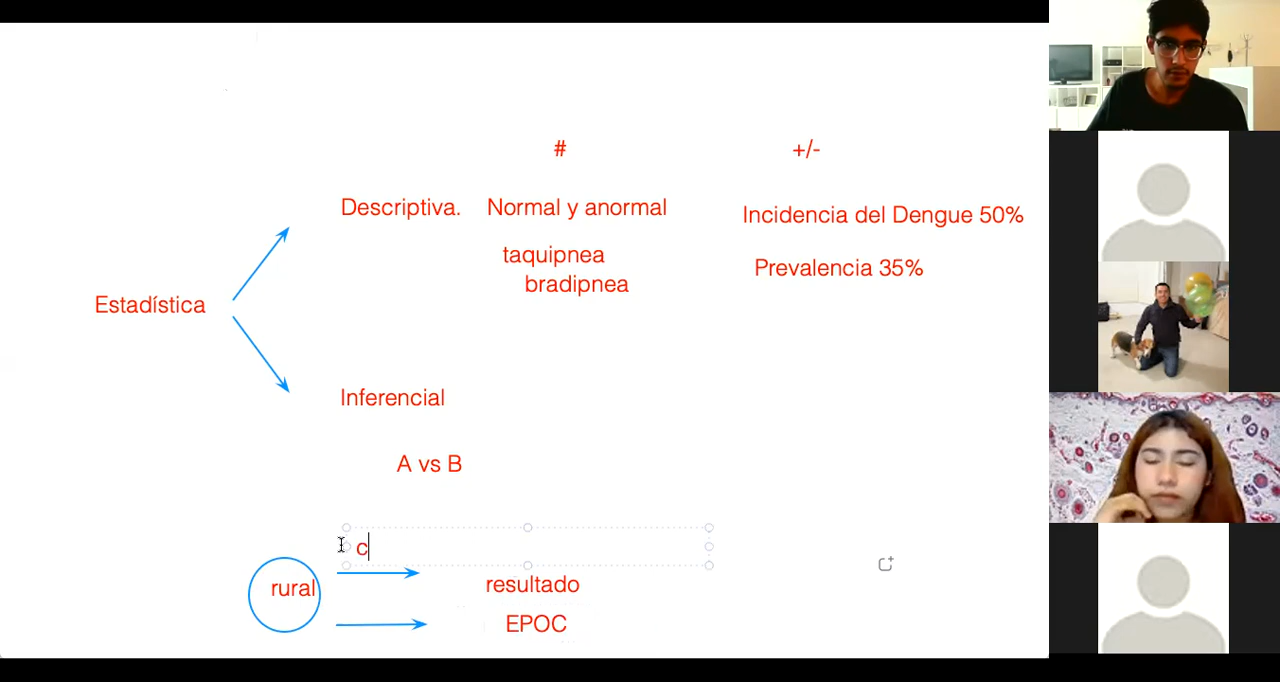 #
+/-
Descriptiva.
Normal y anormal
Incidencia del Dengue 50%
taquipnea
bradipnea
Prevalencia 35%
Estadística
Inferencial
A vs B
c
rural
resultado
EPOC